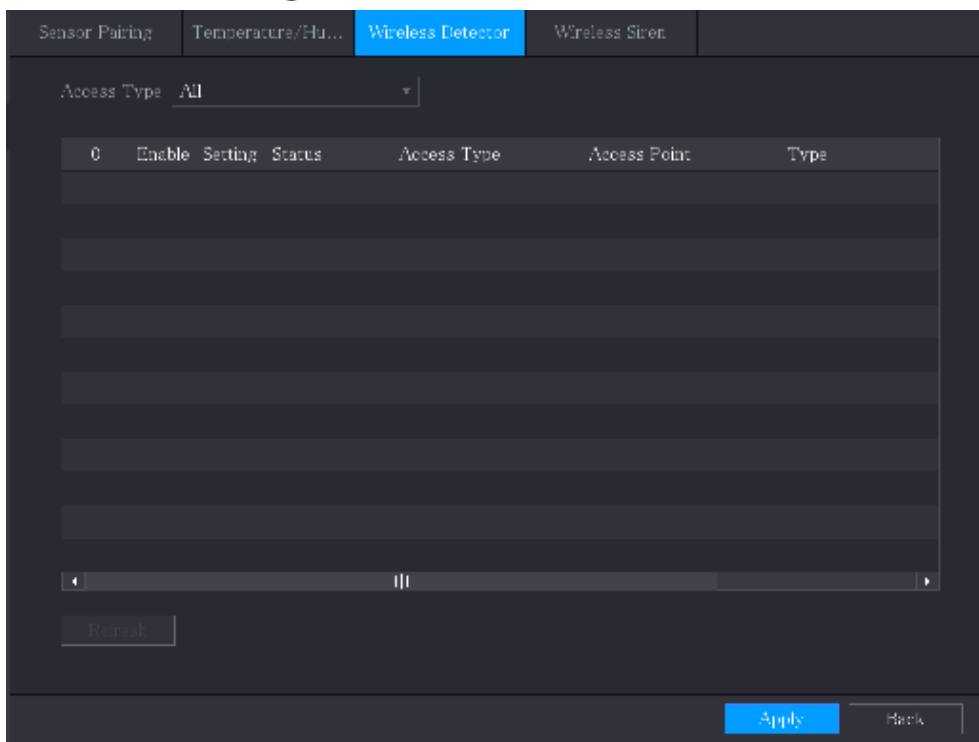 Sensor Pairing Temperature/Hu... Wireless Detector Wireless Siren
Access Type All
0 Enable Setting Status Access Type Access Point Type
Refresh
Apply Back